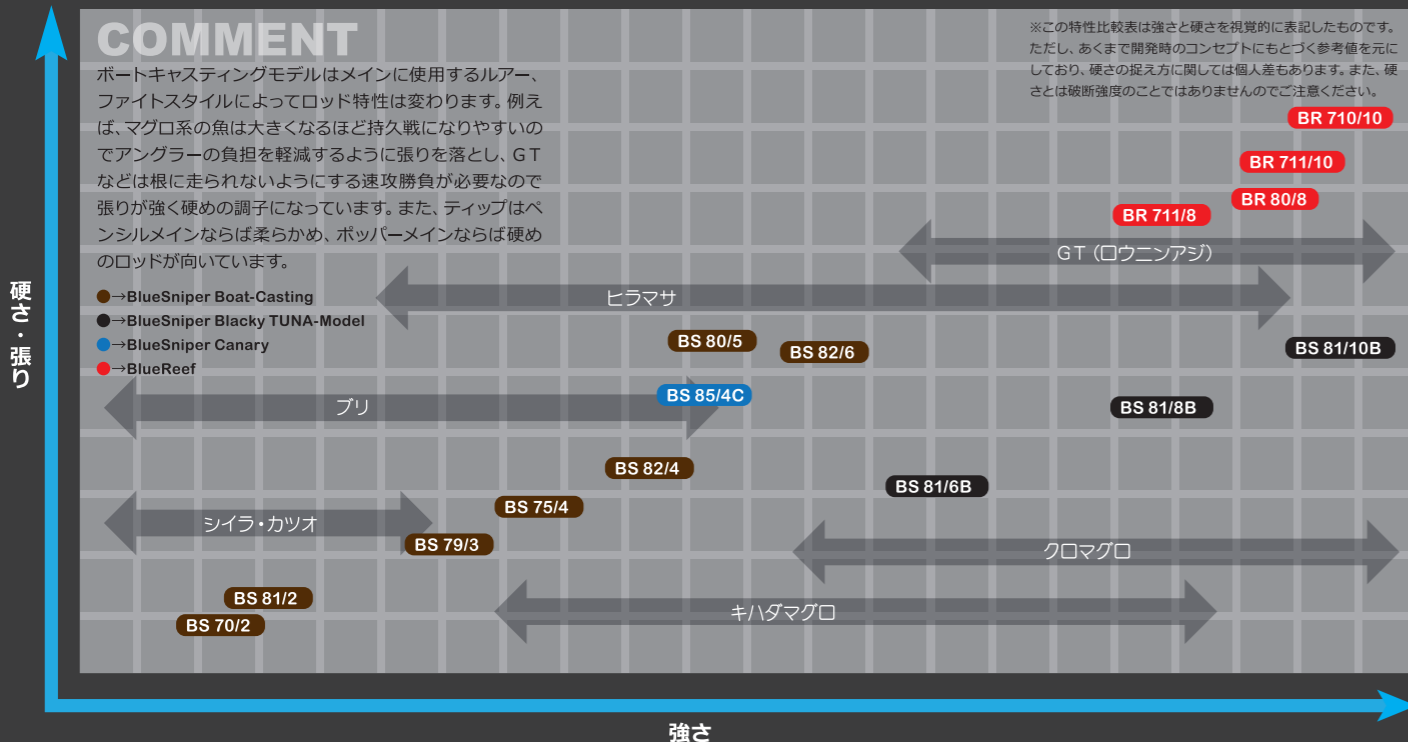 COMMENT
ボートキャスティングモデルはメインに使用するルアー、
ファイトスタイルによってロッド特性は変わります。例え
ば、マグロ系の魚は大きくなるほど持久戦になりやすいの
でアングラーの負担を軽減するように張りを落とし、GT
などは根に走られないようにする速攻勝負が必要なので
張りが強く硬めの調子になっています。また、ティップはペ
ンシルメインならば柔らかめ、ポッパーメインならば硬め
のロッドが向いています。
●→BlueSniper Boat-Casting
●→BlueSniper Blacky TUNA-Model
●→BlueSniper Canary
●→BlueReef
※この特性比較表は強さと硬さを視覚的に表記したものです。
ただし、あくまで開発時のコンセプトにもとづく参考値を元に
しており、硬さの捉え方に関しては個人差もあります。また、硬
さとは破断強度のことではありませんのでご注意ください。
BR 710/10
BR 711/10
BR 80/8
BR 711/8
GT(ロウニンアジ)
ヒラマサ
BS 80/5
BS 82/6
BS 81/10B
BS 85/4C
ブリ
BS 81/8B
BS 82/4
BS 81/6B
BS 75/4
シイラ・カツオ
BS 79/3
クロマグロ
BS 81/2
キハダマグロ
BS 70/2
硬さ・張り
強さ